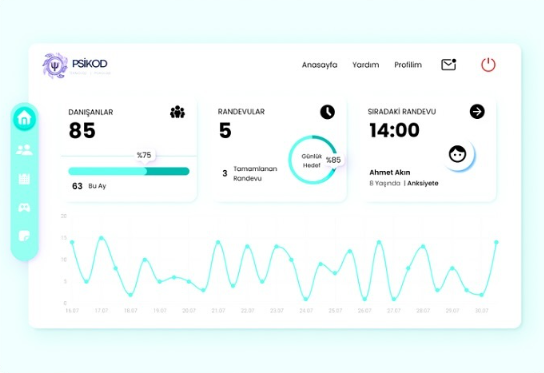 PSİKOD
Anasayfa Yardım Profilim
DANIŞANLAR
85
%75
63 Bu Ay
RANDEVULAR
5
Günlük
Hedef
%85
3 Tamamlanan
Randevu
SIRADAKİ RANDEVU
14:00
Ahmet Akın
6 Yaşında | Anksiyete
20
15
10
5
0
16.07 17.07 18.07 19.07 20.07 21.07 22.07 23.07 24.07 25.07 26.07 27.07 28.07 29.07 30.07